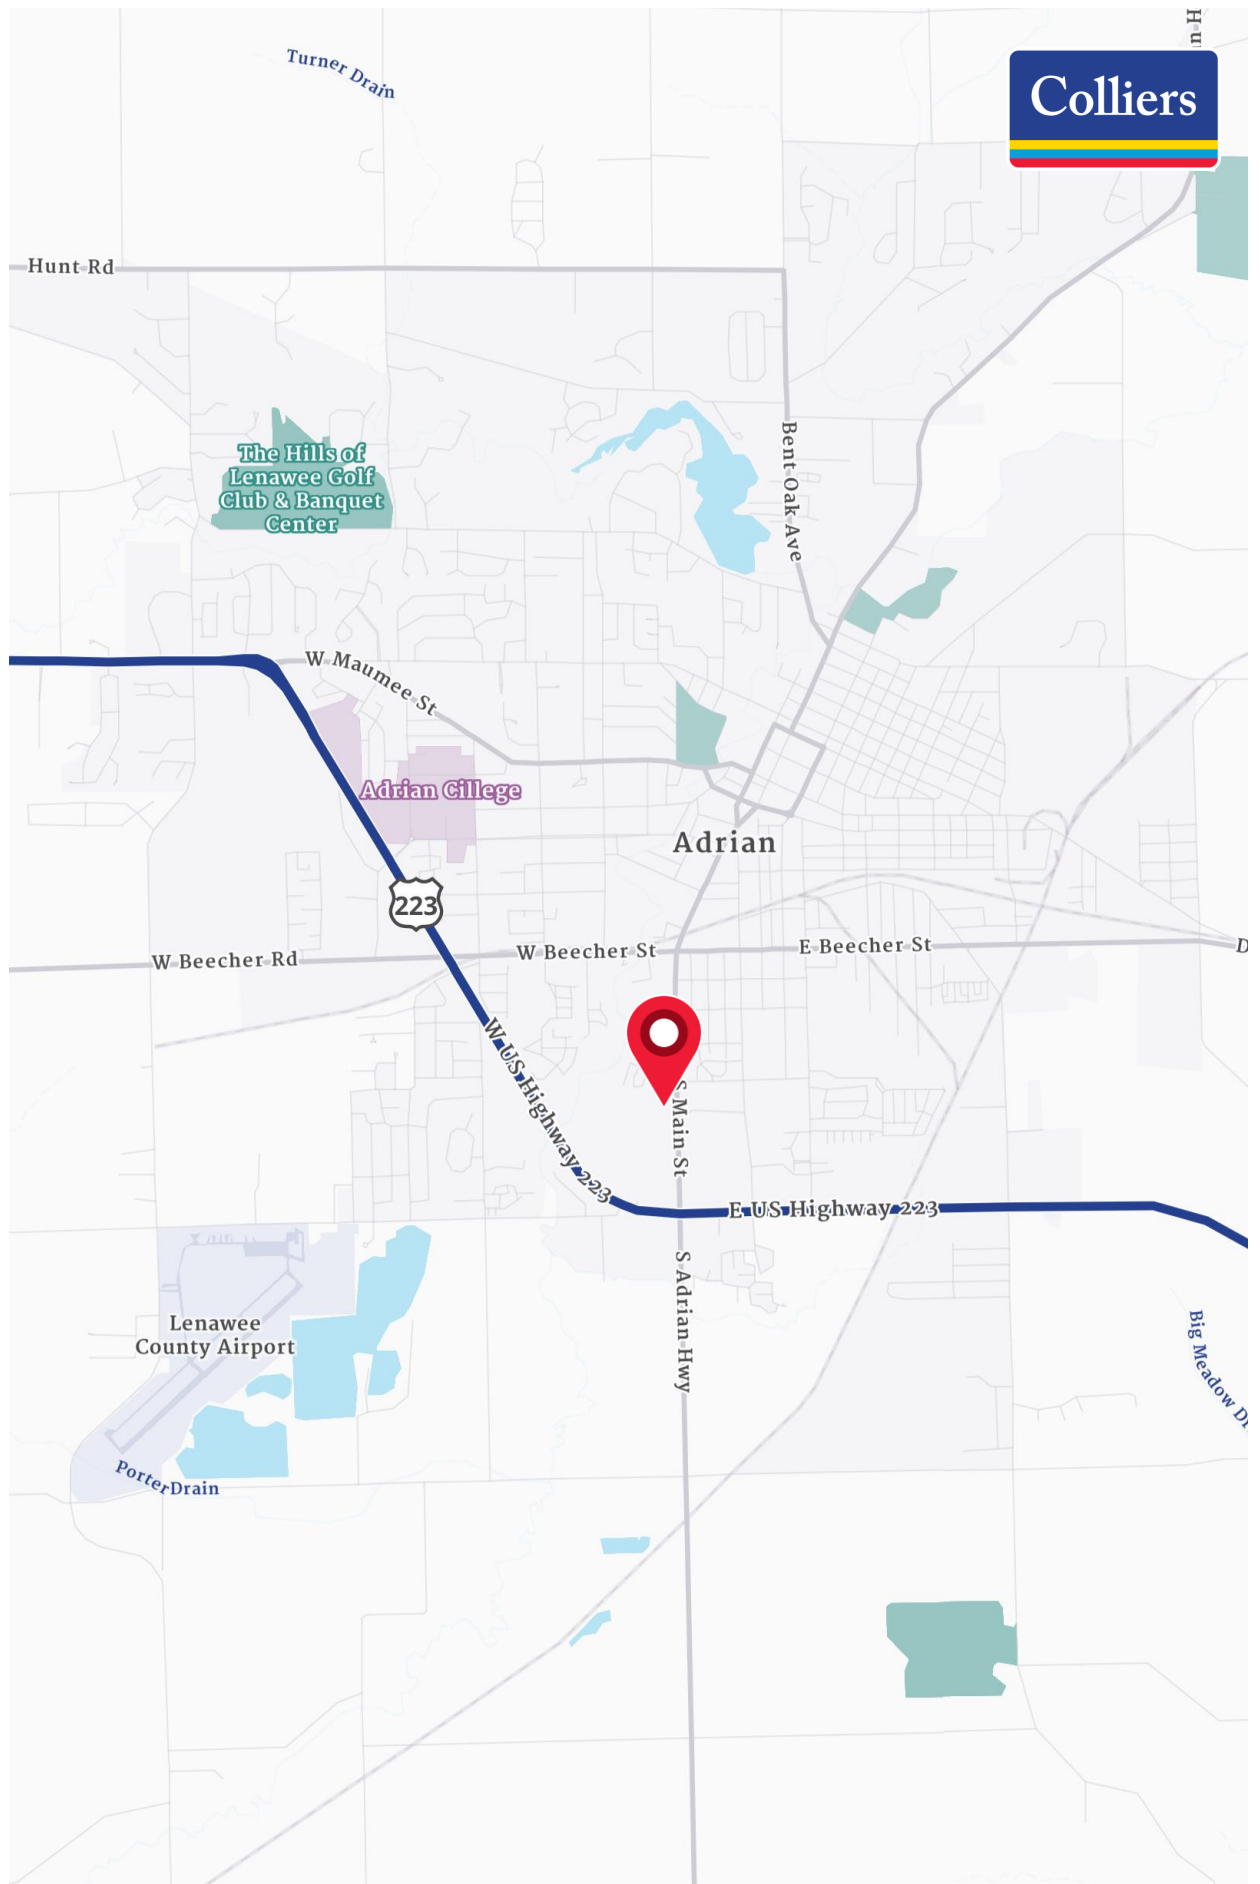 Turner Drain
Hu
Colliers
Hunt Rd
Bent Oak Ave
The Hills of
Lenawee Golf
Club & Banquet
Center
W Maumee St
Adrian Cillege
Adrian
223
W Beecher Rd
W Beecher St
E Beecher St
D
W US Highway 223
S Main St
E US Highway 223
S Adrian Hwy
Lenawee
County Airport
Big Meadow Dr
PorterDrain